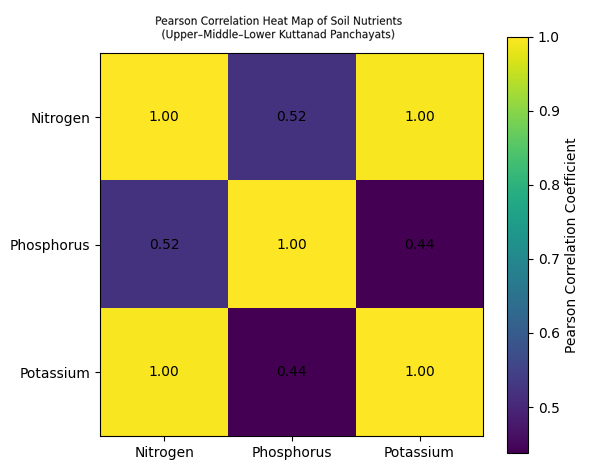 Pearson Correlation Heat Map of Soil Nutrients
(Upper–Middle–Lower Kuttanad Panchayats)
Nitrogen
1.00
0.52
1.00
Phosphorus
0.52
1.00
0.44
Potassium
1.00
0.44
1.00
Nitrogen
Phosphorus
Potassium
1.0
0.9
0.8
0.7
0.6
0.5
Pearson Correlation Coefficient